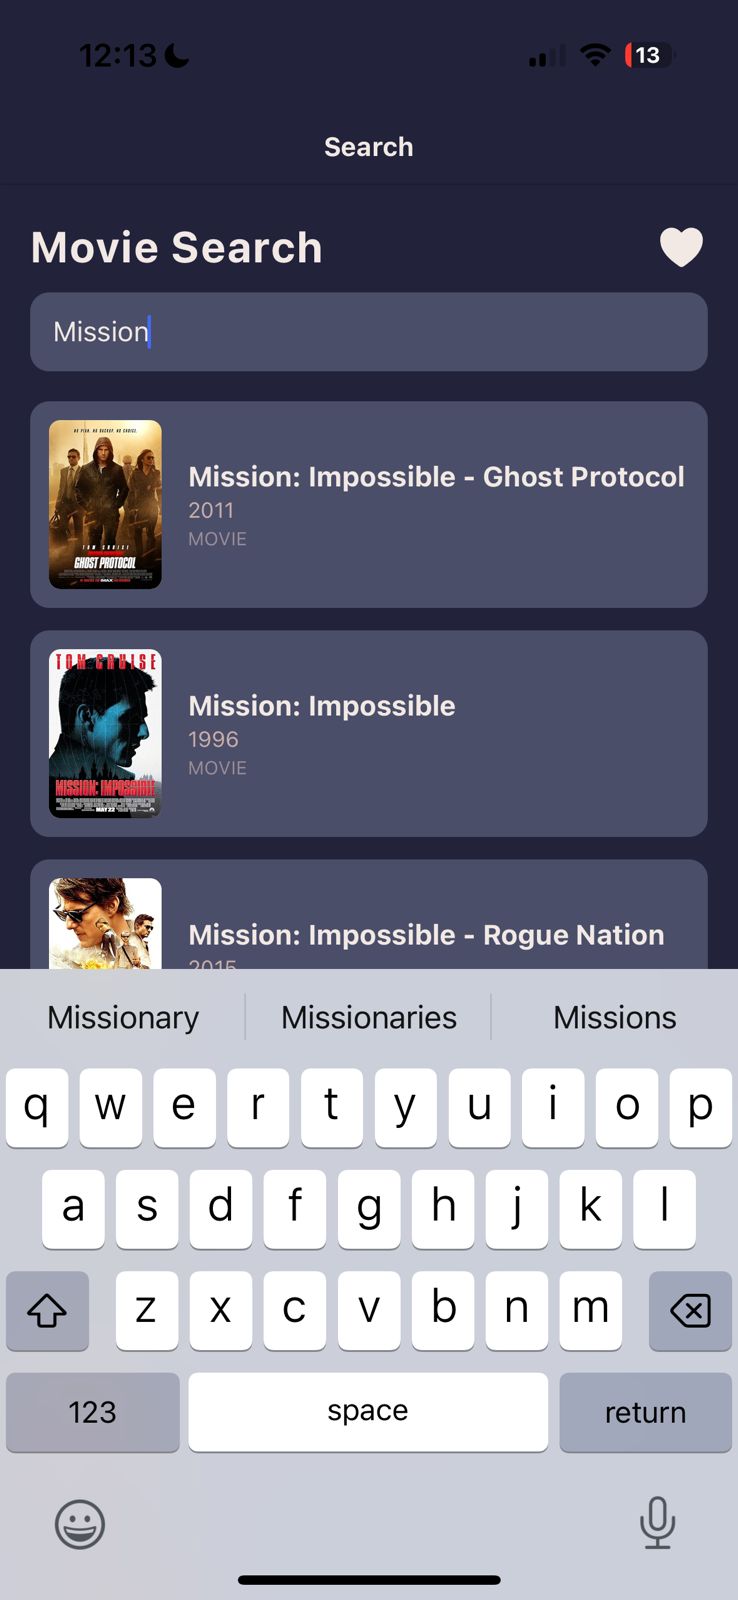 12:13
13
Search
Movie Search
Mission
NO PLAN. NO BACKUP. NO CHOICE.
TOM CRUISE
GHOST PROTOCOL
Mission: Impossible - Ghost Protocol
2011
MOVIE
TOM CRUISE
MISSION: IMPOSSIBLE
MAY 22
Mission: Impossible
1996
MOVIE
Mission: Impossible - Rogue Nation
2015
Missionary
Missionaries
Missions
q w e r t y u i o p
a s d f g h j k l
z x c v b n m
123
space
return